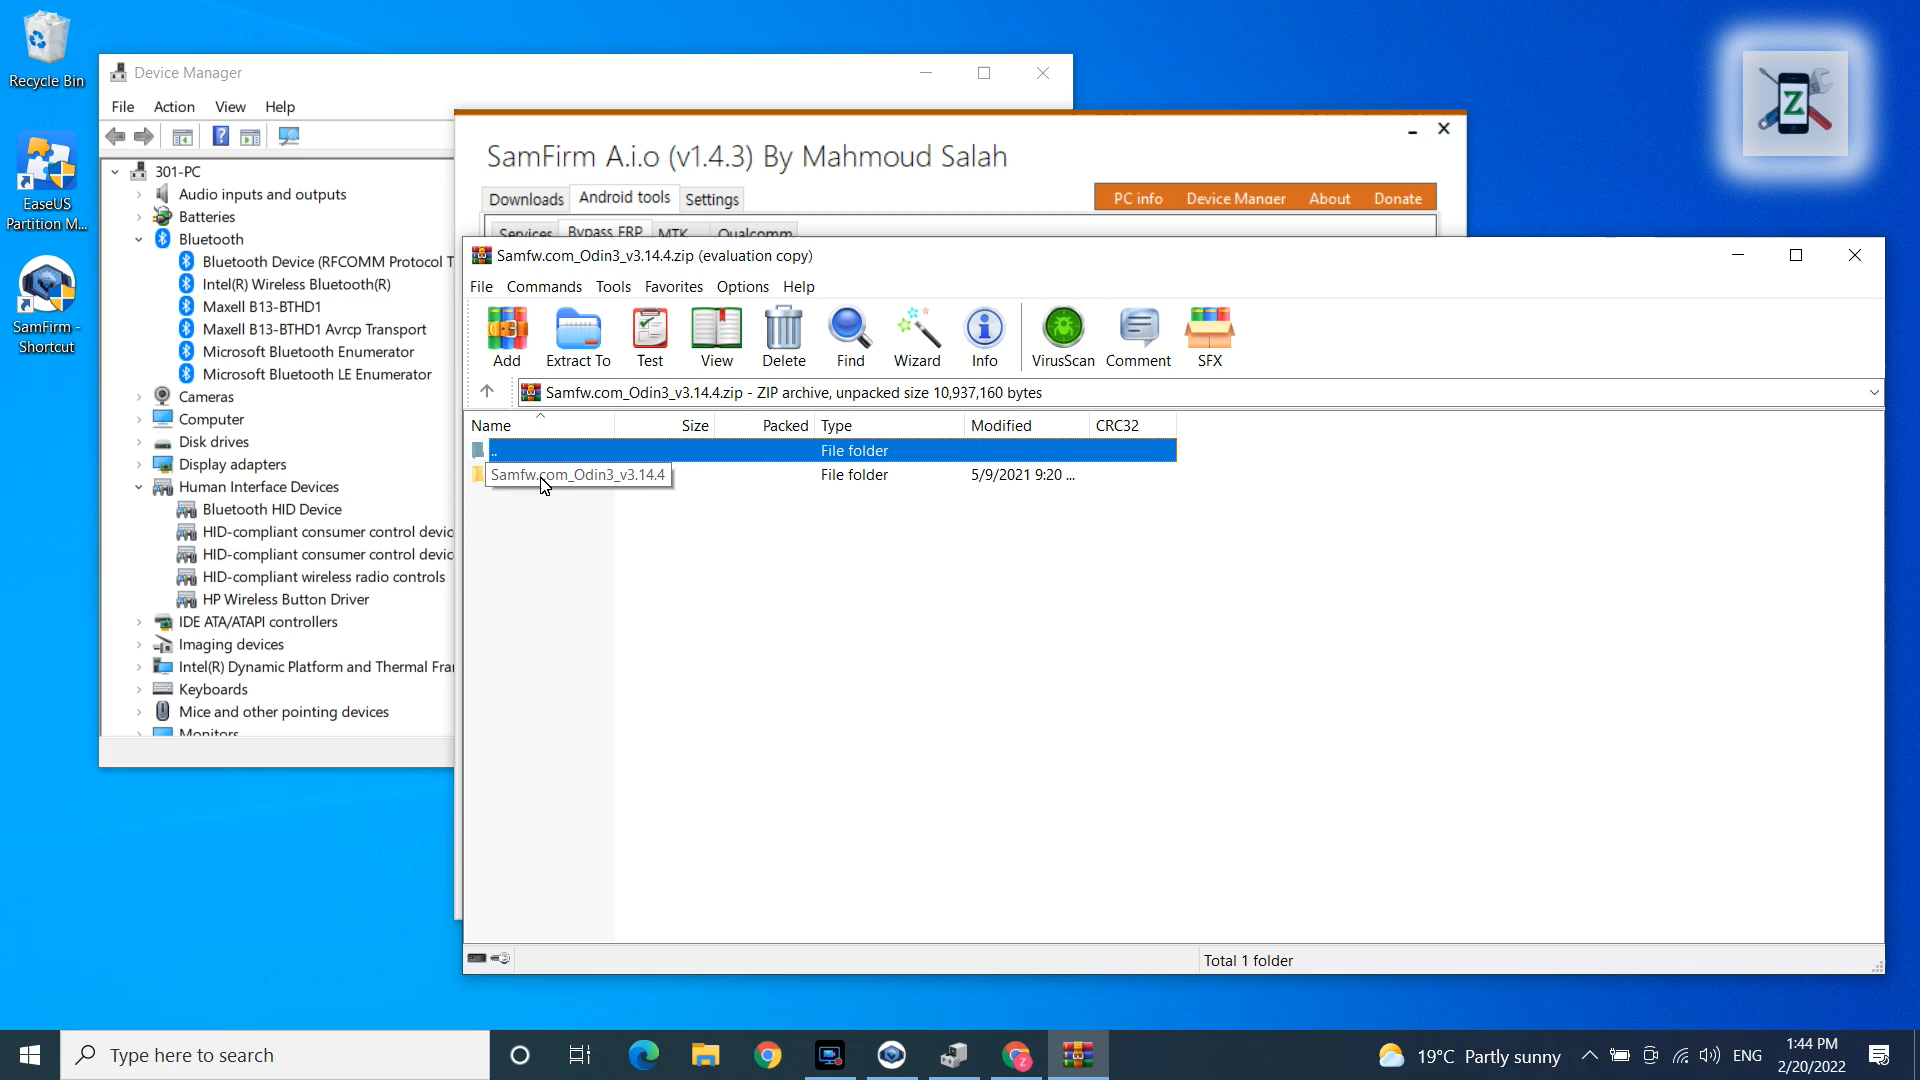 Recycle Bin
EaseUS
Partition M...
SamFirm -
Shortcut
Device Manager
File Action View Help
301-PC
Audio inputs and outputs
Batteries
Bluetooth
Bluetooth Device (RFCOMM Protocol T
Intel(R) Wireless Bluetooth(R)
Maxell B13-BTHD1
Maxell B13-BTHD1 Avrcp Transport
Microsoft Bluetooth Enumerator
Microsoft Bluetooth LE Enumerator
Cameras
Computer
Disk drives
Display adapters
Human Interface Devices
Bluetooth HID Device
HID-compliant consumer control devic
HID-compliant consumer control devic
HID-compliant wireless radio controls
HP Wireless Button Driver
IDE ATA/ATAPI controllers
Imaging devices
Intel(R) Dynamic Platform and Thermal Fra
Keyboards
Mice and other pointing devices
Monitors
SamFirm A.i.o (v1.4.3) By Mahmoud Salah
Downloads Android tools Settings
PC info Device Manger About Donate
Services Bypass FRP MTK Qualcomm
Samfw.com_Odin3_v3.14.4.zip (evaluation copy)
File Commands Tools Favorites Options Help
Add Extract To Test View Delete Find Wizard Info VirusScan Comment SFX
Samfw.com_Odin3_v3.14.4.zip - ZIP archive, unpacked size 10,937,160 bytes
Name Size Packed Type Modified CRC32
.. File folder
Samfw.com_Odin3_v3.14.4 File folder 5/9/2021 9:20 ...
Total 1 folder
Z
Type here to search
19°C Partly sunny
ENG
1:44 PM
2/20/2022